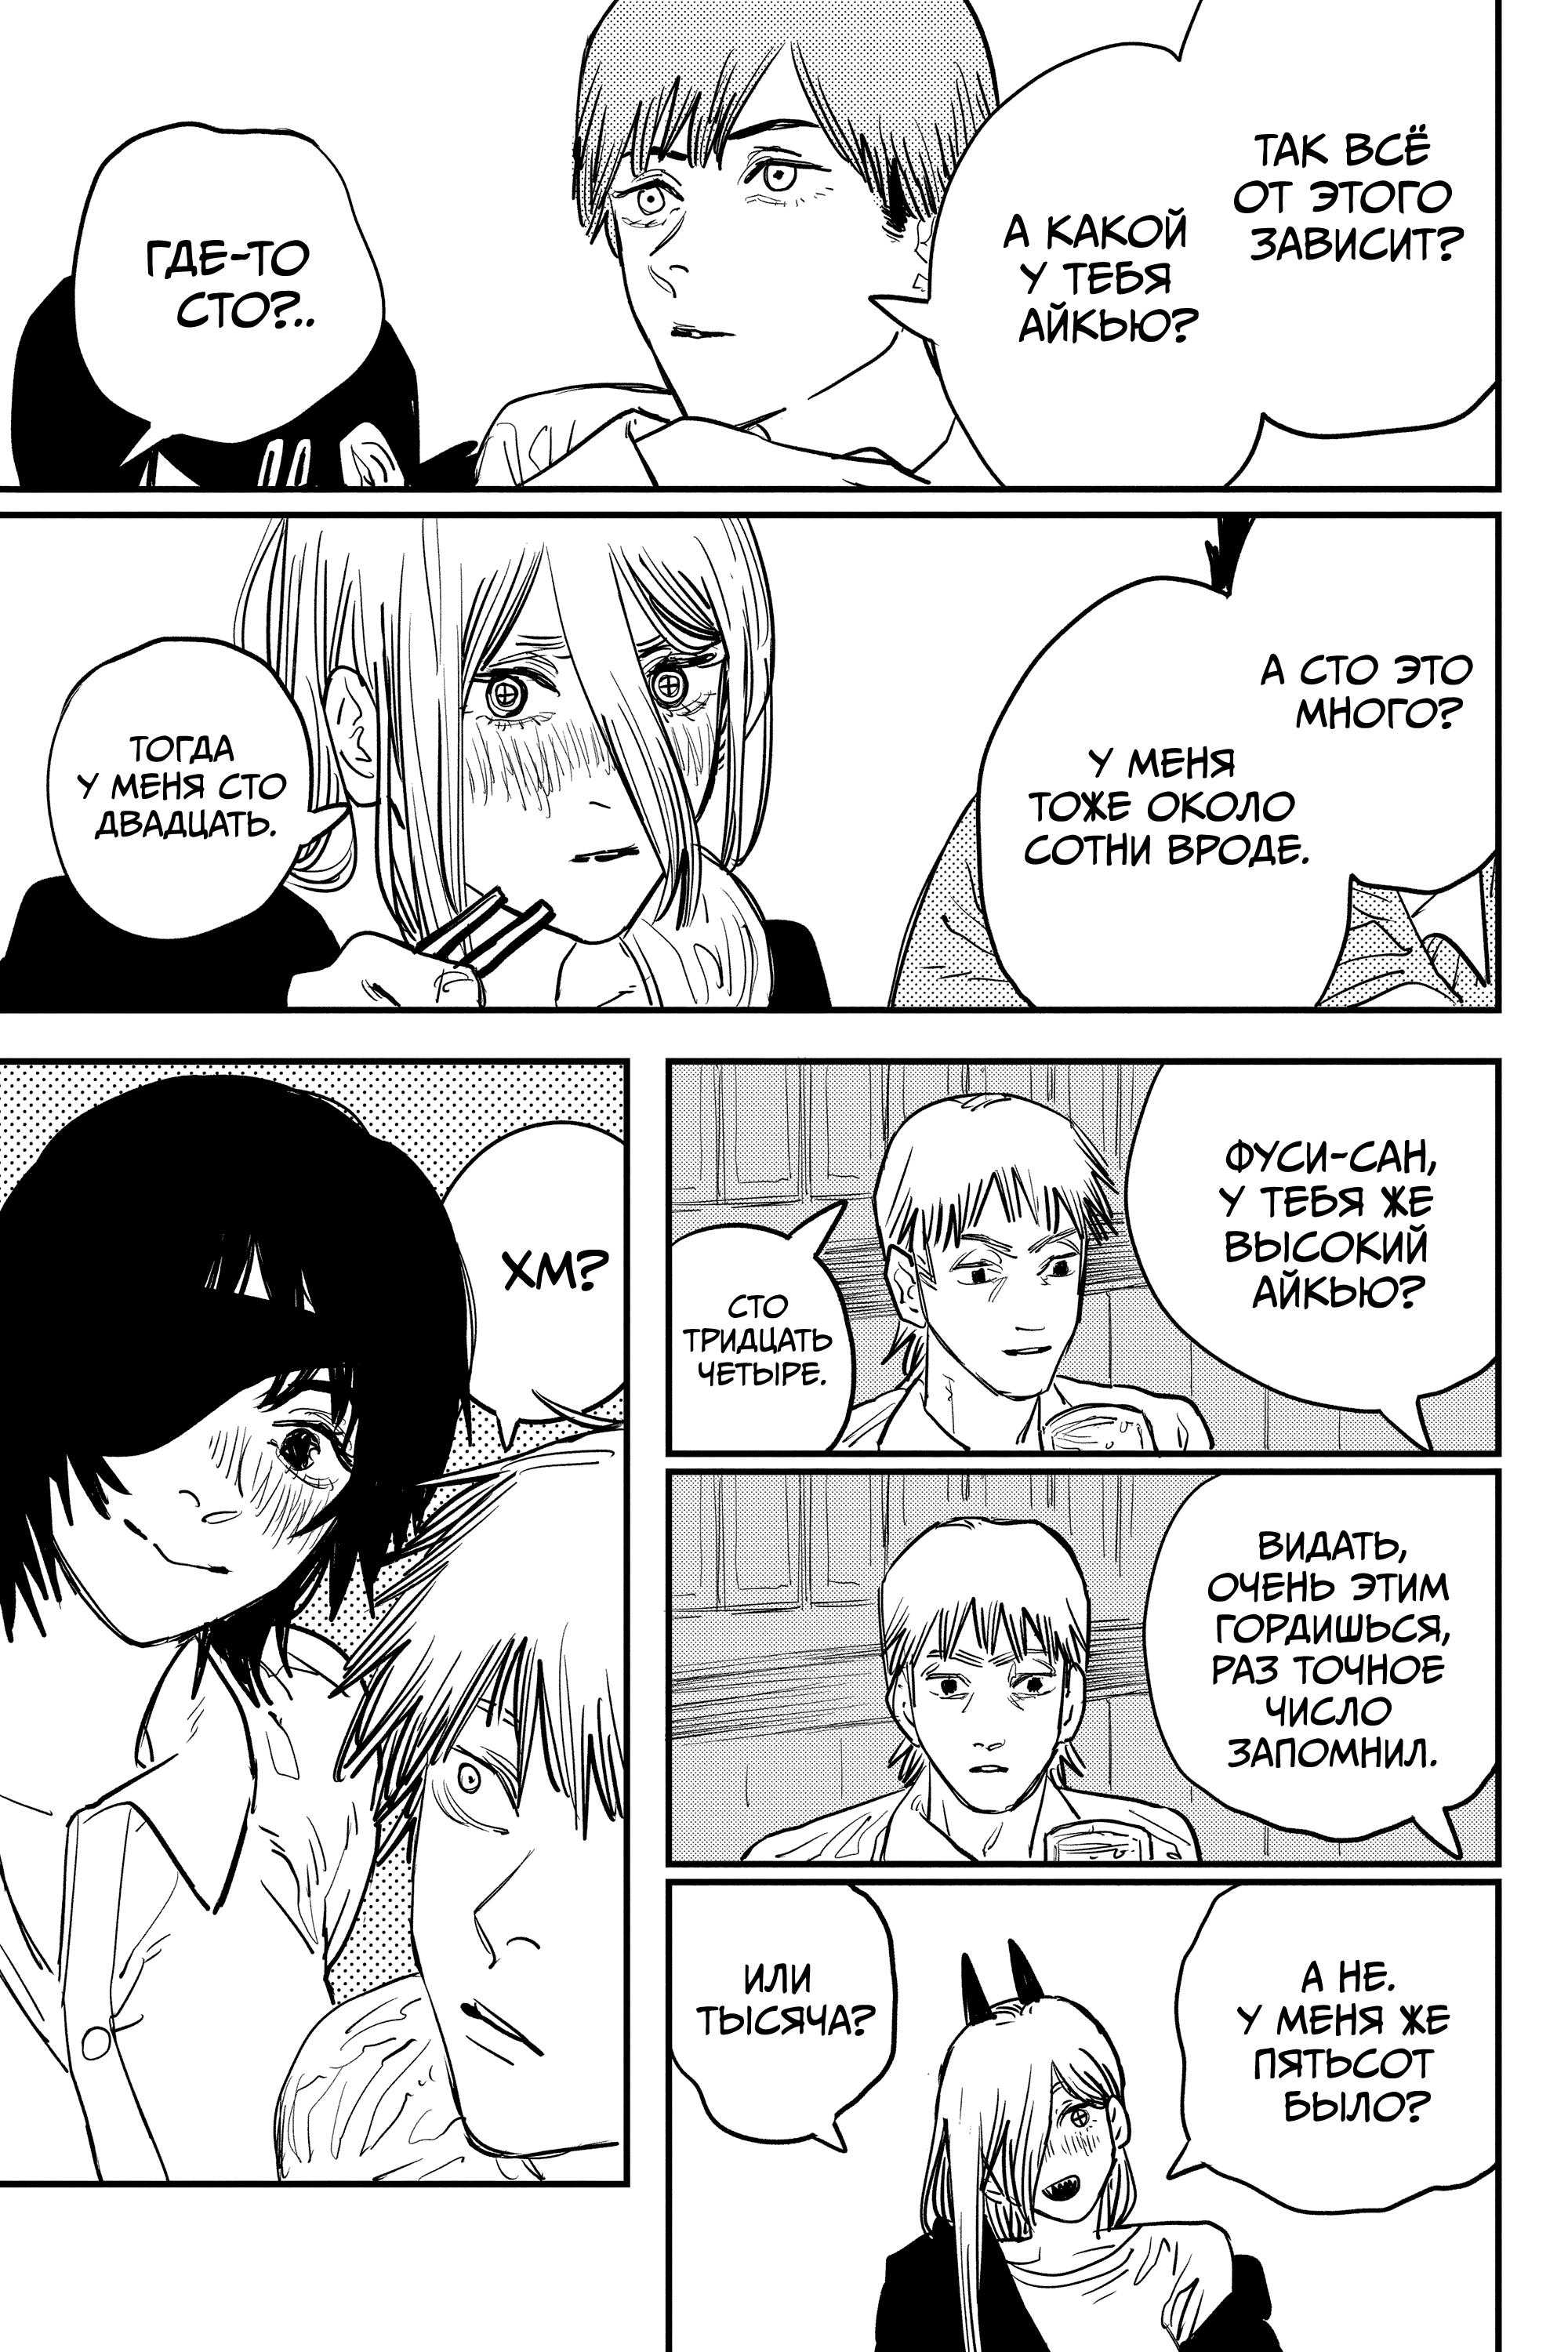 ТАК ВСЁ
ОТ ЭТОГО
ЗАВИСИТ?
А КАКОЙ
У ТЕБЯ
АЙКЬЮ?
ГДЕ-ТО
СТО?..
А СТО ЭТО
МНОГО?
У МЕНЯ
ТОЖЕ ОКОЛО
СОТНИ ВРОДЕ.
ТОГДА
У МЕНЯ СТО
ДВАДЦАТЬ.
ФУСИ-САН,
У ТЕБЯ ЖЕ
ВЫСОКИЙ
АЙКЬЮ?
СТО
ТРИДЦАТЬ
ЧЕТЫРЕ.
ВИДАТЬ,
ОЧЕНЬ ЭТИМ
ГОРДИШЬСЯ,
РАЗ ТОЧНОЕ
ЧИСЛО
ЗАПОМНИЛ.
А НЕ.
У МЕНЯ ЖЕ
ПЯТЬСОТ
БЫЛО?
ИЛИ
ТЫСЯЧА?
ХМ?